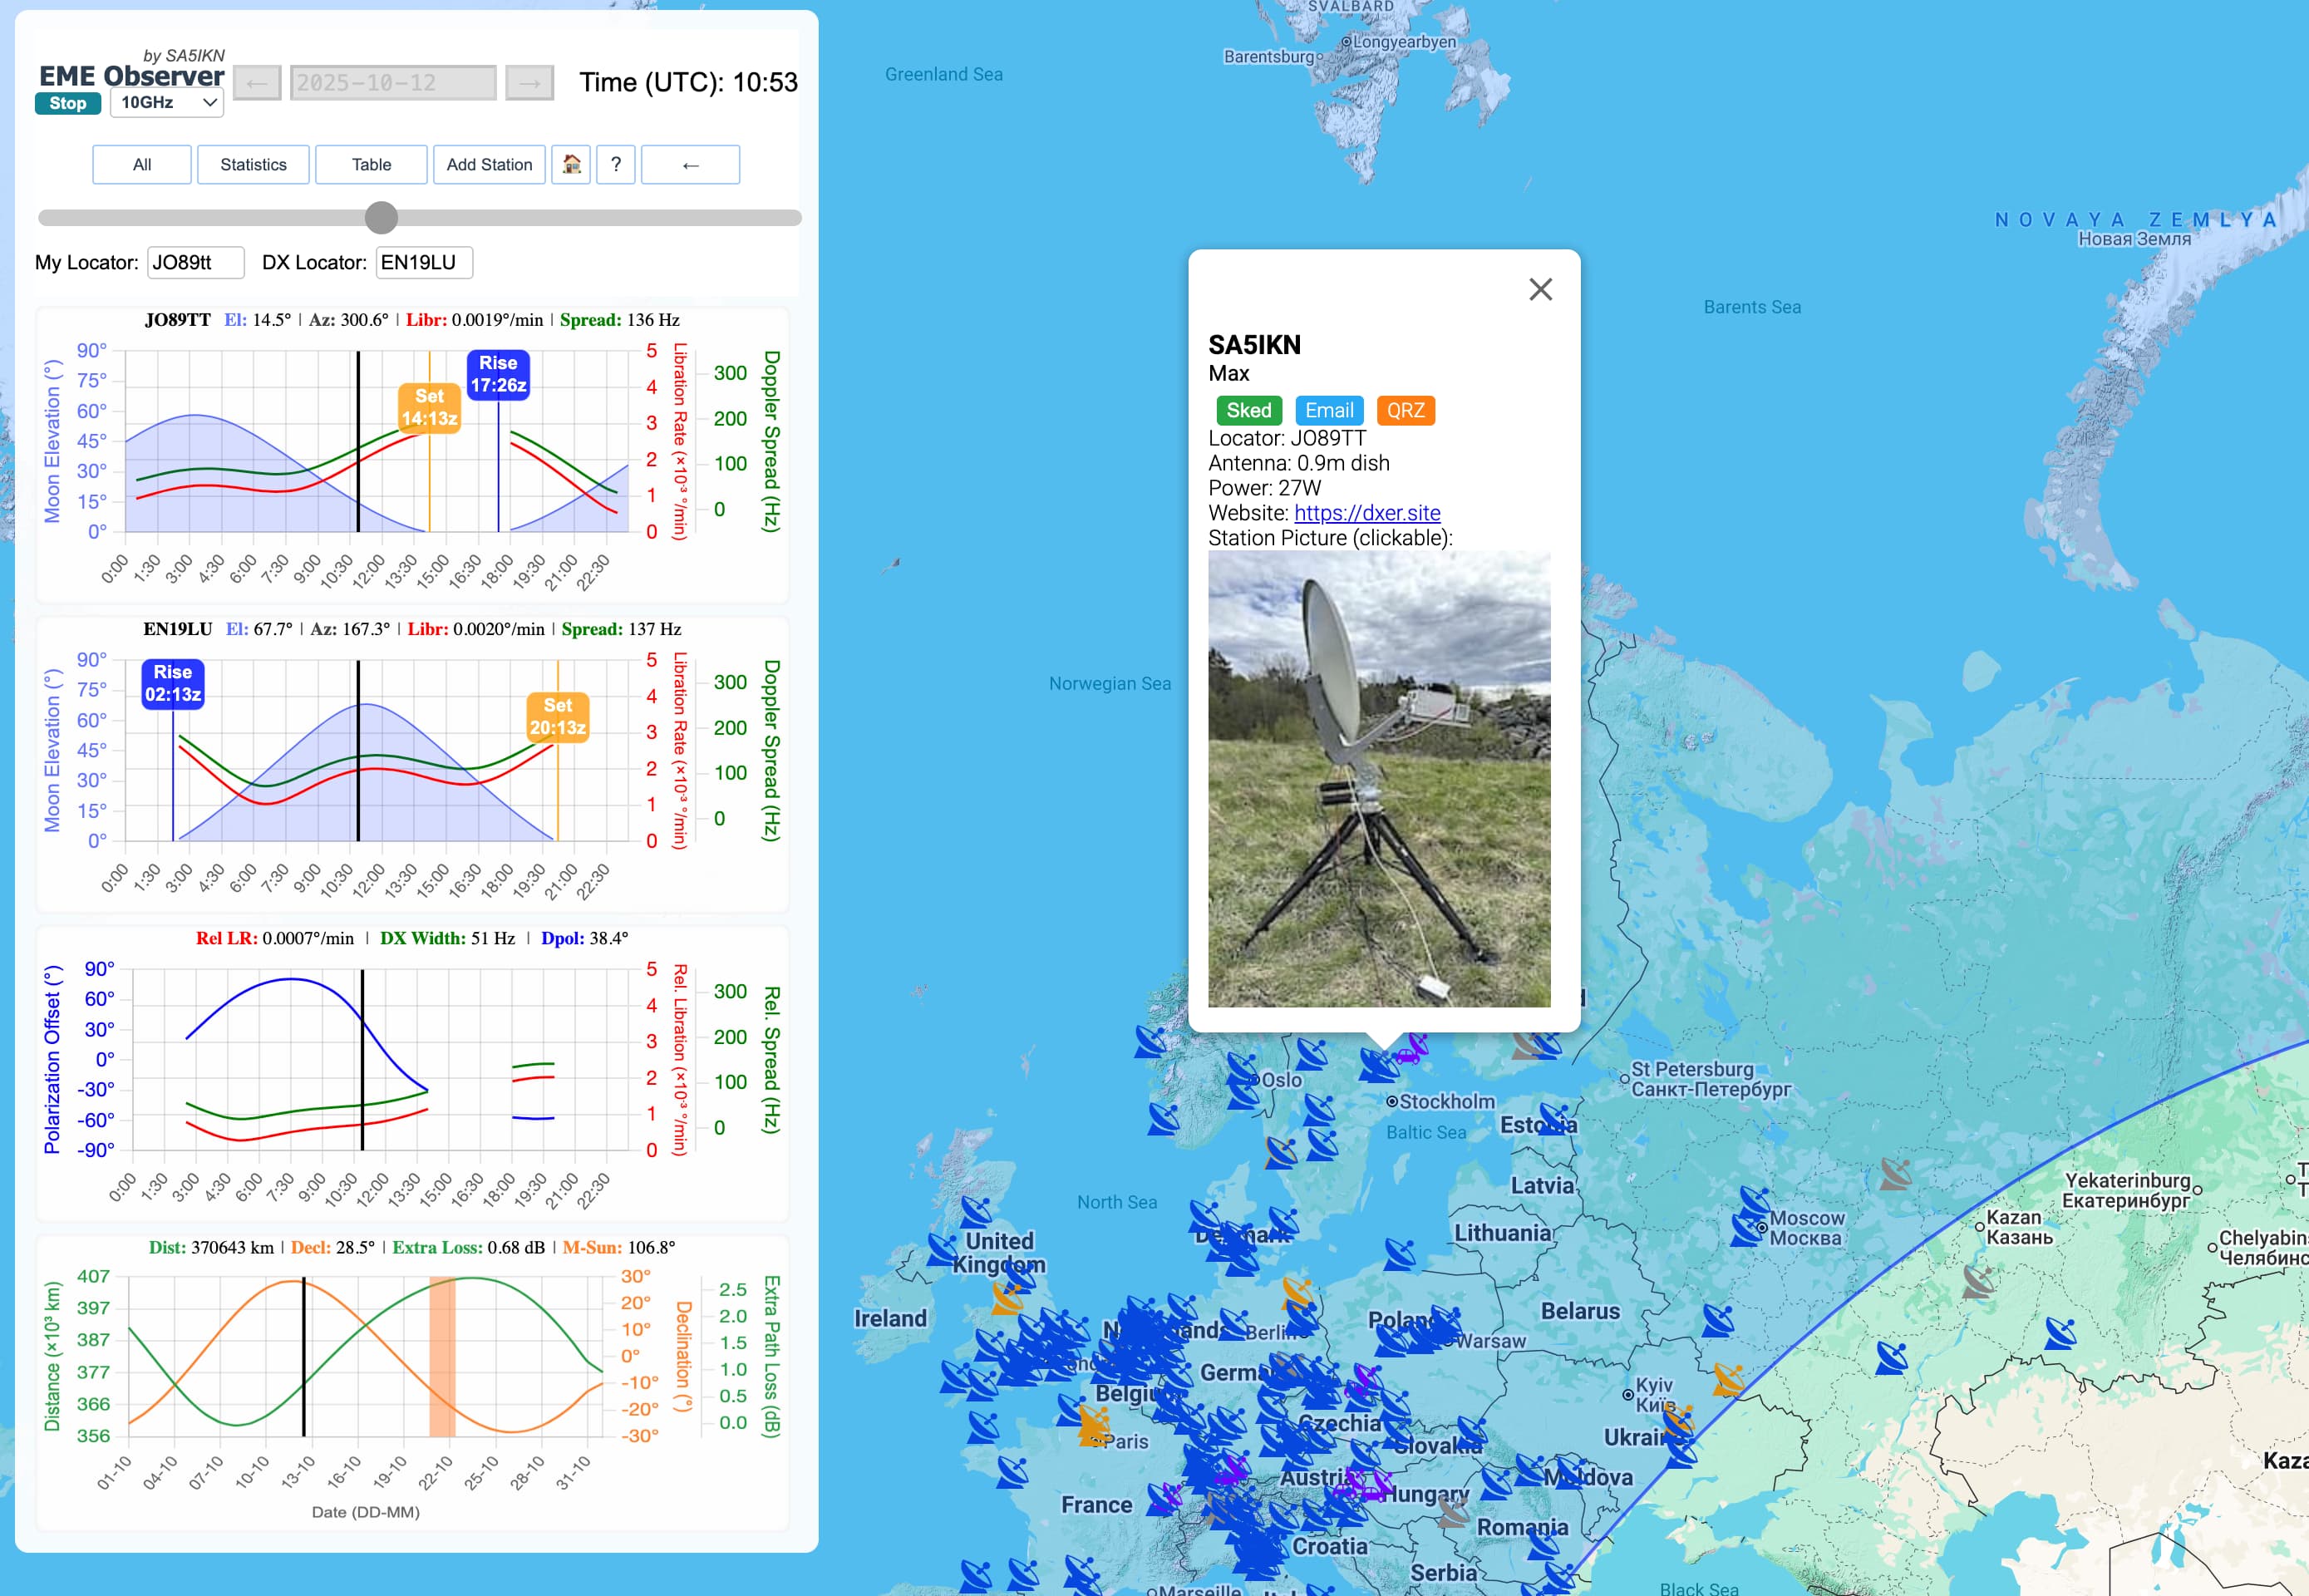 by SA5IKN
EME Observer
Stop
10GHz
←
2025-10-12
→
Time (UTC): 10:53
All
Statistics
Table
Add Station
?
←
My Locator: JO89tt
DX Locator: EN19LU
JO89TT El: 14.5° | Az: 300.6° | Libr: 0.0019°/min | Spread: 136 Hz
Moon Elevation (°)
90°
75°
60°
45°
30°
15°
0°
Set
14:13z
Rise
17:26z
5
4
3
2
1
0
Libration Rate (×10⁻³ °/min)
300
200
100
0
Doppler Spread (Hz)
0:00 1:30 3:00 4:30 6:00 7:30 9:00 10:30 12:00 13:30 15:00 16:30 18:00 19:30 21:00 22:30
EN19LU El: 67.7° | Az: 167.3° | Libr: 0.0020°/min | Spread: 137 Hz
Moon Elevation (°)
90°
75°
60°
45°
30°
15°
0°
Rise
02:13z
Set
20:13z
5
4
3
2
1
0
Libration Rate (×10⁻³ °/min)
300
200
100
0
Doppler Spread (Hz)
0:00 1:30 3:00 4:30 6:00 7:30 9:00 10:30 12:00 13:30 15:00 16:30 18:00 19:30 21:00 22:30
Rel LR: 0.0007°/min | DX Width: 51 Hz | Dpol: 38.4°
Polarization Offset (°)
90°
60°
30°
0°
-30°
-60°
-90°
5
4
3
2
1
0
Rel. Libration (×10⁻³ °/min)
300
200
100
0
Rel. Spread (Hz)
0:00 1:30 3:00 4:30 6:00 7:30 9:00 10:30 12:00 13:30 15:00 16:30 18:00 19:30 21:00 22:30
Dist: 370643 km | Decl: 28.5° | Extra Loss: 0.68 dB | M-Sun: 106.8°
Distance (×10³ km)
407
397
387
377
366
356
30°
20°
10°
0°
-10°
-20°
-30°
Declination (°)
2.5
2.0
1.5
1.0
0.5
0.0
Extra Path Loss (dB)
01-10 04-10 07-10 10-10 13-10 16-10 19-10 22-10 25-10 28-10 31-10
Date (DD-MM)
SA5IKN
Max
Sked Email QRZ
Locator: JO89TT
Antenna: 0.9m dish
Power: 27W
Website: https://dxer.site
Station Picture (clickable):
SVALBARD
Longyearbyen
Barentsburg
Greenland Sea
NOVAYA ZEMLYA
Новая Земля
Barents Sea
Norwegian Sea
Oslo
Stockholm
Baltic Sea
St Petersburg
Санкт-Петербург
Estonia
Latvia
Lithuania
North Sea
United
Kingdom
Ireland
Denmark
Moscow
Москва
Yekaterinburg
Екатеринбург
Kazan
Казань
Челябинс
Belarus
Poland
Warsaw
Berlin
Netherlands
Belgium
Germany
Paris
Czechia
Kyiv
Київ
Ukraine
Slovakia
Austria
Hungary
Moldova
France
Romania
Croatia
Serbia
Marseille
Black Sea